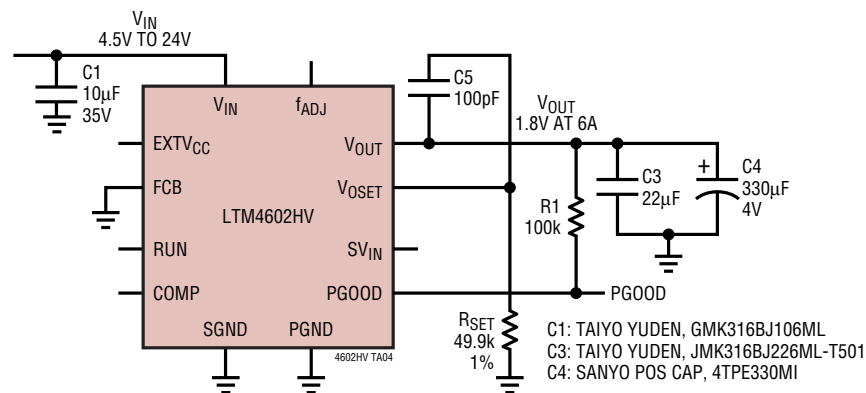 VIN
4.5V TO 24V
C1
10µF
35V
VIN
fADJ
C5
100pF
VOUT
1.8V AT 6A
EXTVCC
VOUT
FCB
VOSET
LTM4602HV
R1
100k
C3
22µF
+
C4
330µF
4V
RUN
SVIN
COMP
PGOOD
PGOOD
SGND
PGND
RSET
49.9k
1%
4602HV TA04
C1: TAIYO YUDEN, GMK316BJ106ML
C3: TAIYO YUDEN, JMK316BJ226ML-T501
C4: SANYO POS CAP, 4TPE330MI